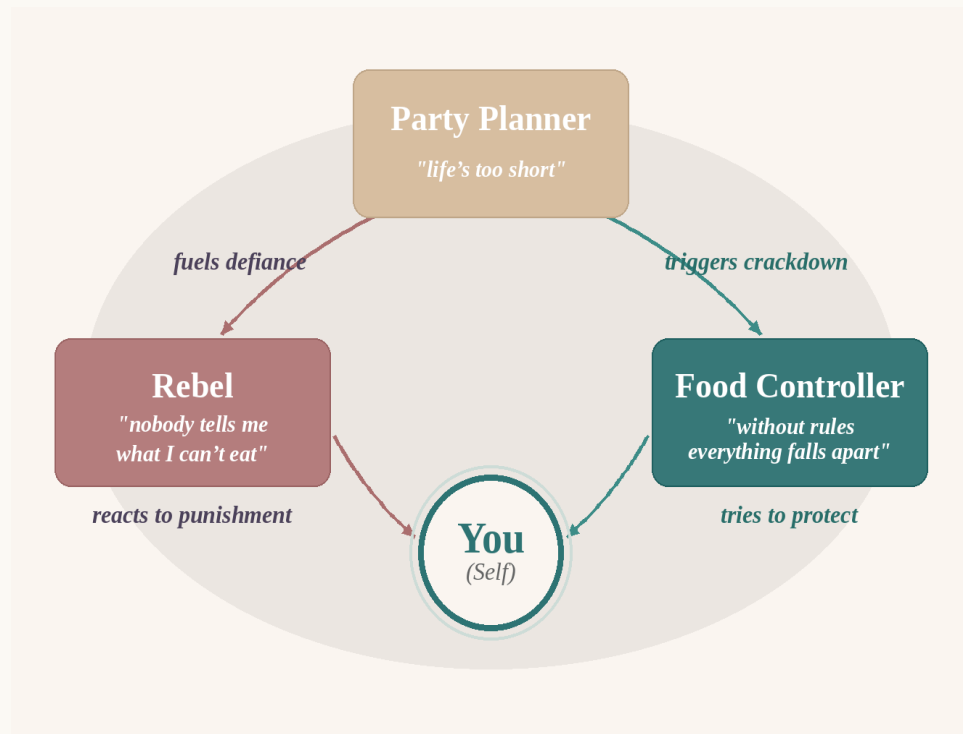 Party Planner
"life’s too short"
fuels defiance
triggers crackdown
Rebel
"nobody tells me
what I can’t eat"
Food Controller
"without rules
everything falls apart"
reacts to punishment
tries to protect
You
(Self)